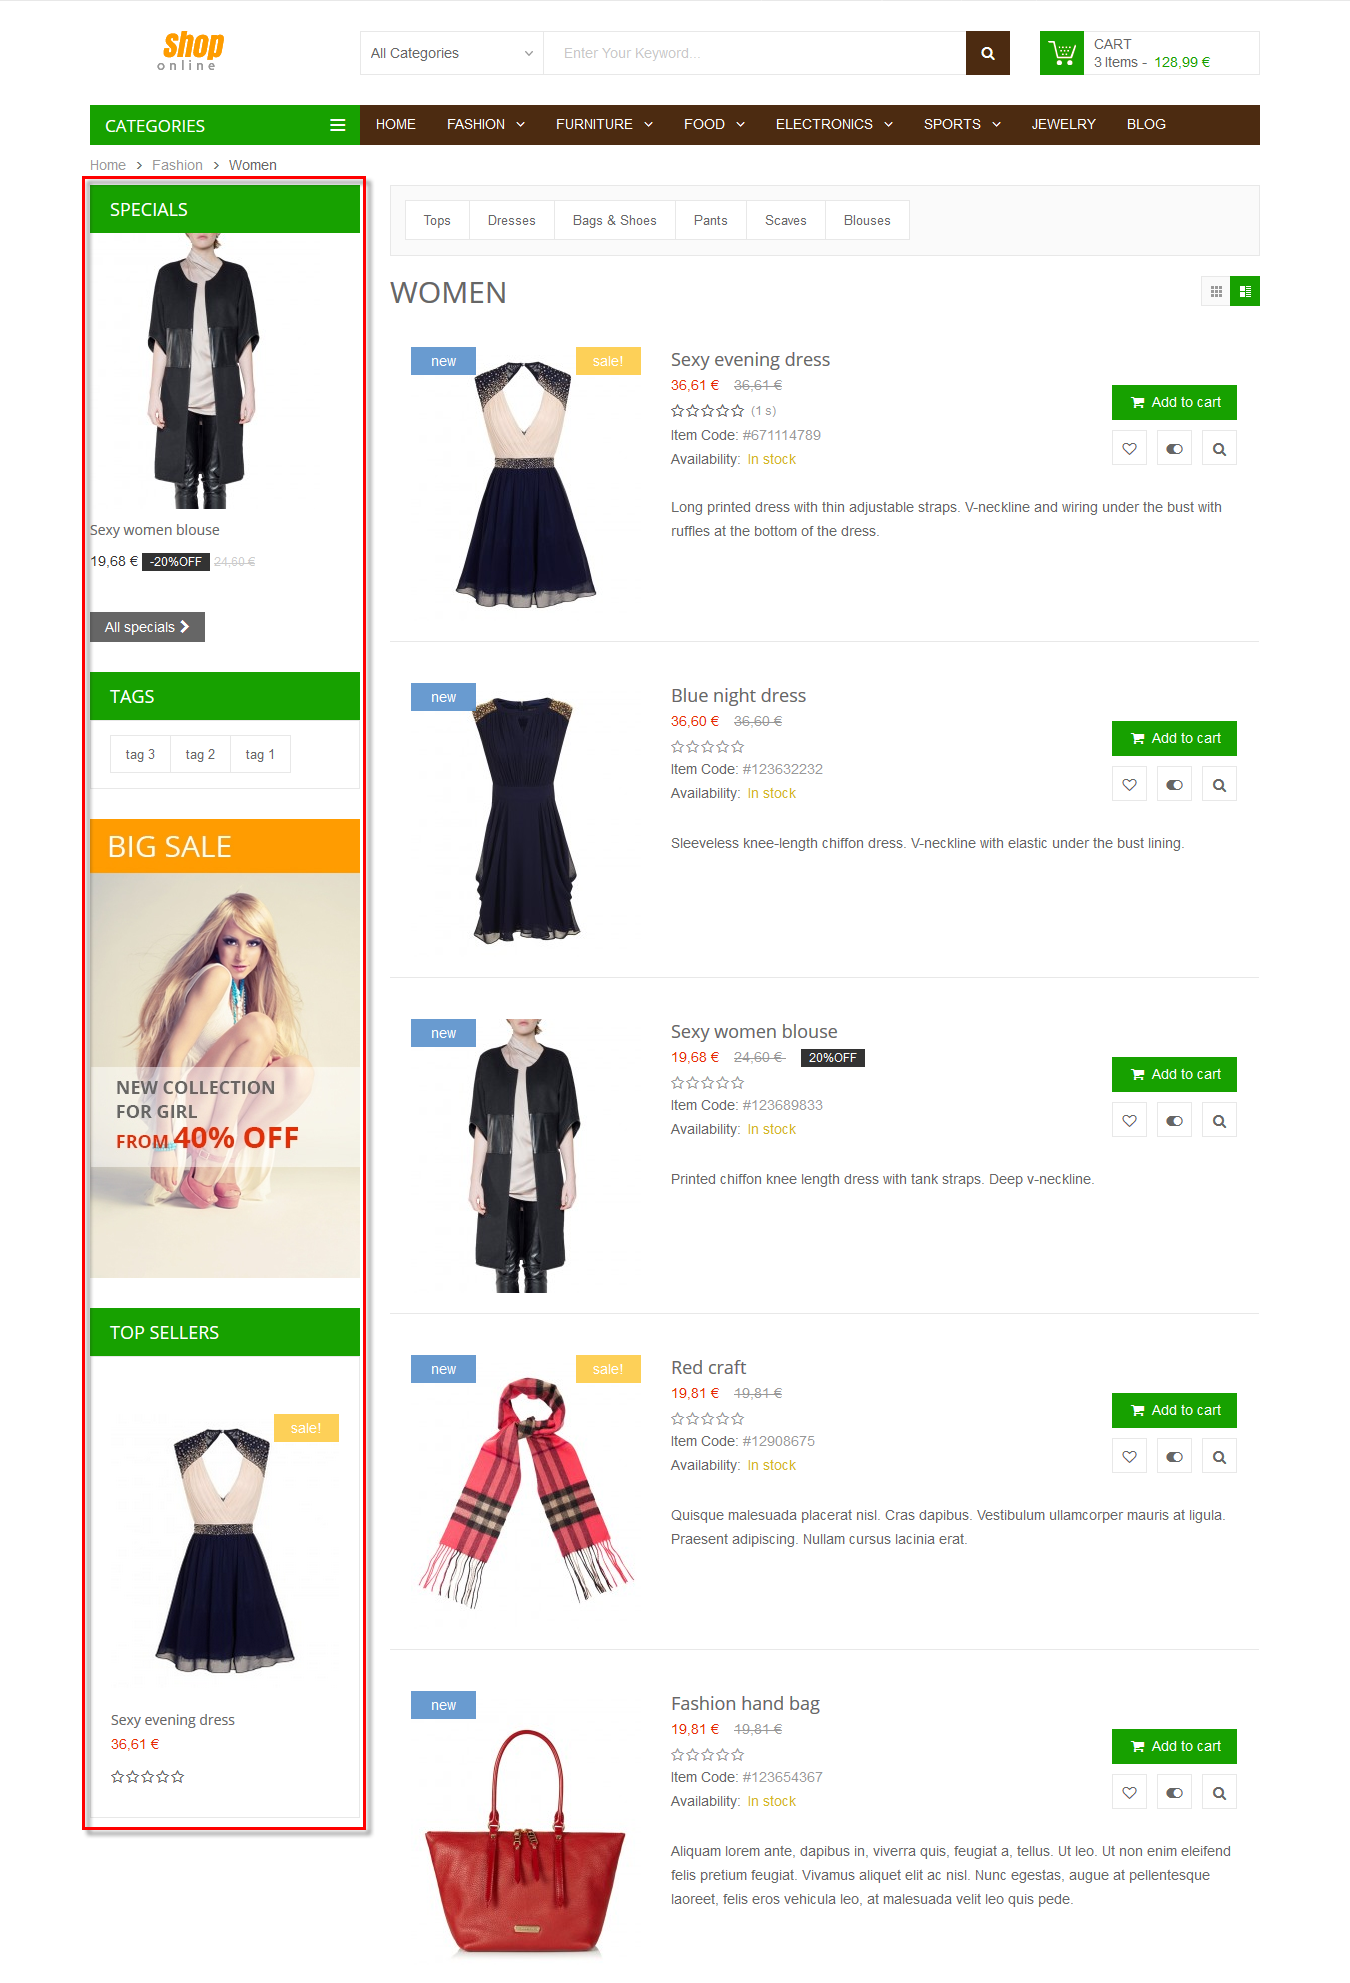 shop
online
All Categories
Enter Your Keyword...
CART
3 Items - 128,99 €
CATEGORIES
HOME FASHION FURNITURE FOOD ELECTRONICS SPORTS JEWELRY BLOG
Home > Fashion > Women
SPECIALS
Sexy women blouse
19,68 € -20%OFF 24,60 €
All specials
TAGS
tag 3 tag 2 tag 1
BIG SALE
NEW COLLECTION
FOR GIRL
FROM 40% OFF
TOP SELLERS
sale!
Sexy evening dress
36,61 €
Tops Dresses Bags & Shoes Pants Scaves Blouses
WOMEN
new
sale!
Sexy evening dress
36,61 € 36,61 €
(1 s)
Item Code: #671114789
Availability: In stock
Add to cart
Long printed dress with thin adjustable straps. V-neckline and wiring under the bust with
ruffles at the bottom of the dress.
new
Blue night dress
36,60 € 36,60 €
Item Code: #123632232
Availability: In stock
Add to cart
Sleeveless knee-length chiffon dress. V-neckline with elastic under the bust lining.
new
Sexy women blouse
19,68 € 24,60 € 20%OFF
Item Code: #123689833
Availability: In stock
Add to cart
Printed chiffon knee length dress with tank straps. Deep v-neckline.
new
sale!
Red craft
19,81 € 19,81 €
Item Code: #12908675
Availability: In stock
Add to cart
Quisque malesuada placerat nisl. Cras dapibus. Vestibulum ullamcorper mauris at ligula.
Praesent adipiscing. Nullam cursus lacinia erat.
new
Fashion hand bag
19,81 € 19,81 €
Item Code: #123654367
Availability: In stock
Add to cart
Aliquam lorem ante, dapibus in, viverra quis, feugiat a, tellus. Ut leo. Ut non enim eleifend
felis pretium feugiat. Vivamus aliquet elit ac nisl. Nunc egestas, augue at pellentesque
laoreet, felis eros vehicula leo, at malesuada velit leo quis pede.